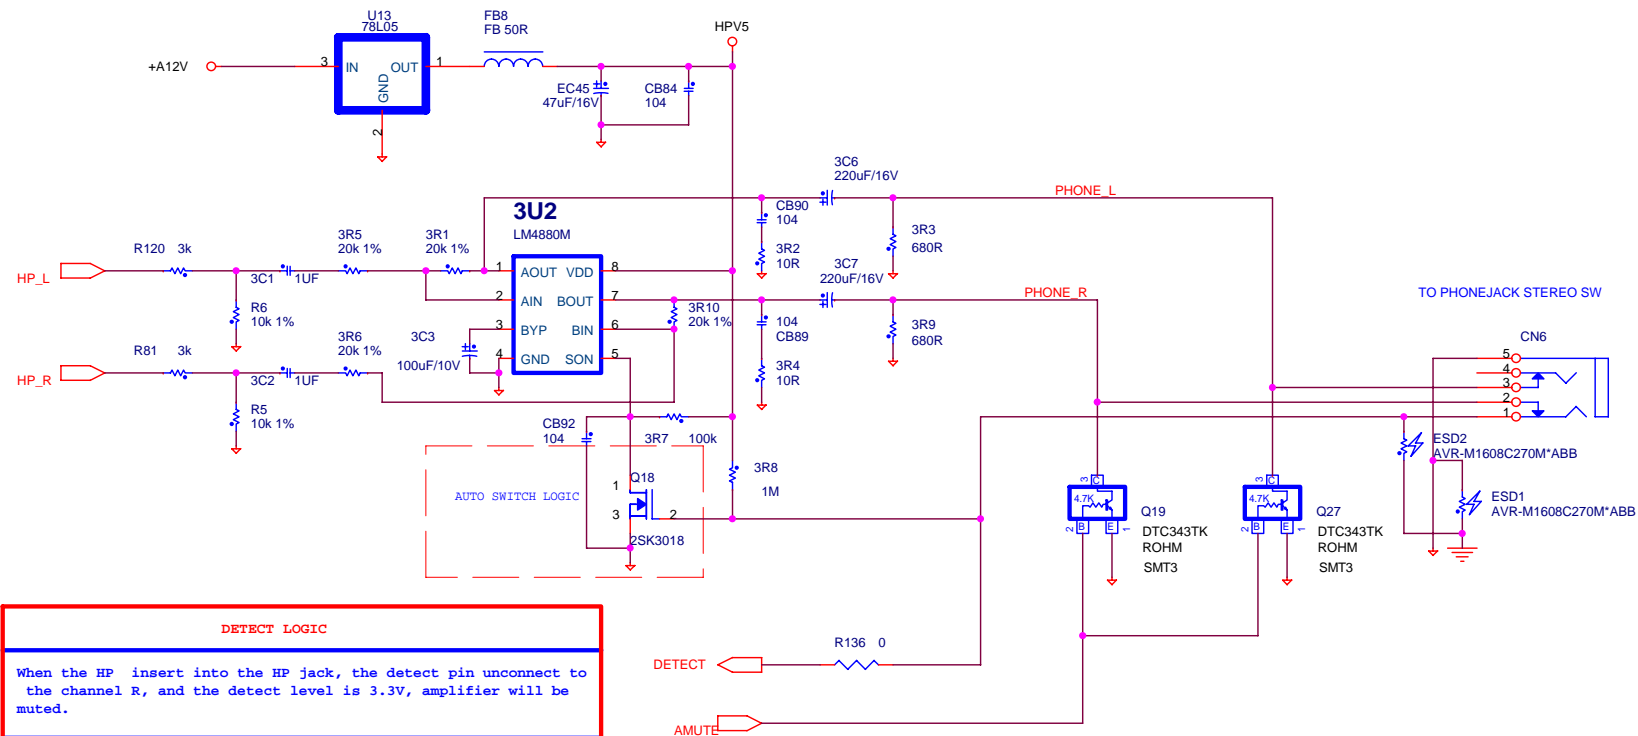 U13
78L05
FB8
FB 50R
HPV5
+A12V
3
IN
OUT
1
GND
2
EC45
47uF/16V
CB84
104
3C6
220uF/16V
PHONE_L
3U2
LM4880M
CB90
104
3R3
680R
R120 3k
3R5
20k 1%
3R1
20k 1%
3R2
10R
3C7
220uF/16V
HP_L
3C1
1UF
1
AOUT
VDD
8
2
AIN
BOUT
7
PHONE_R
TO PHONEJACK STEREO SW
R6
10k 1%
3R10
20k 1%
3
BYP
BIN
6
104
CB89
3R9
680R
CN6
R81 3k
3R6
20k 1%
3C3
100uF/10V
4
GND
SON
5
3R4
10R
5
4
3
2
1
HP_R
3C2
1UF
R5
10k 1%
CB92
104
3R7
100k
ESD2
AVR-M1608C270M*ABB
3R8
1M
AUTO SWITCH LOGIC
Q18
1
3
2
2SK3018
3
C
4.7K
2
B
E
1
Q19
DTC343TK
ROHM
SMT3
3
C
4.7K
2
B
E
1
Q27
DTC343TK
ROHM
SMT3
ESD1
AVR-M1608C270M*ABB
DETECT LOGIC
When the HP insert into the HP jack, the detect pin unconnect to
the channel R, and the detect level is 3.3V, amplifier will be
muted.
R136 0
DETECT
AMUTE